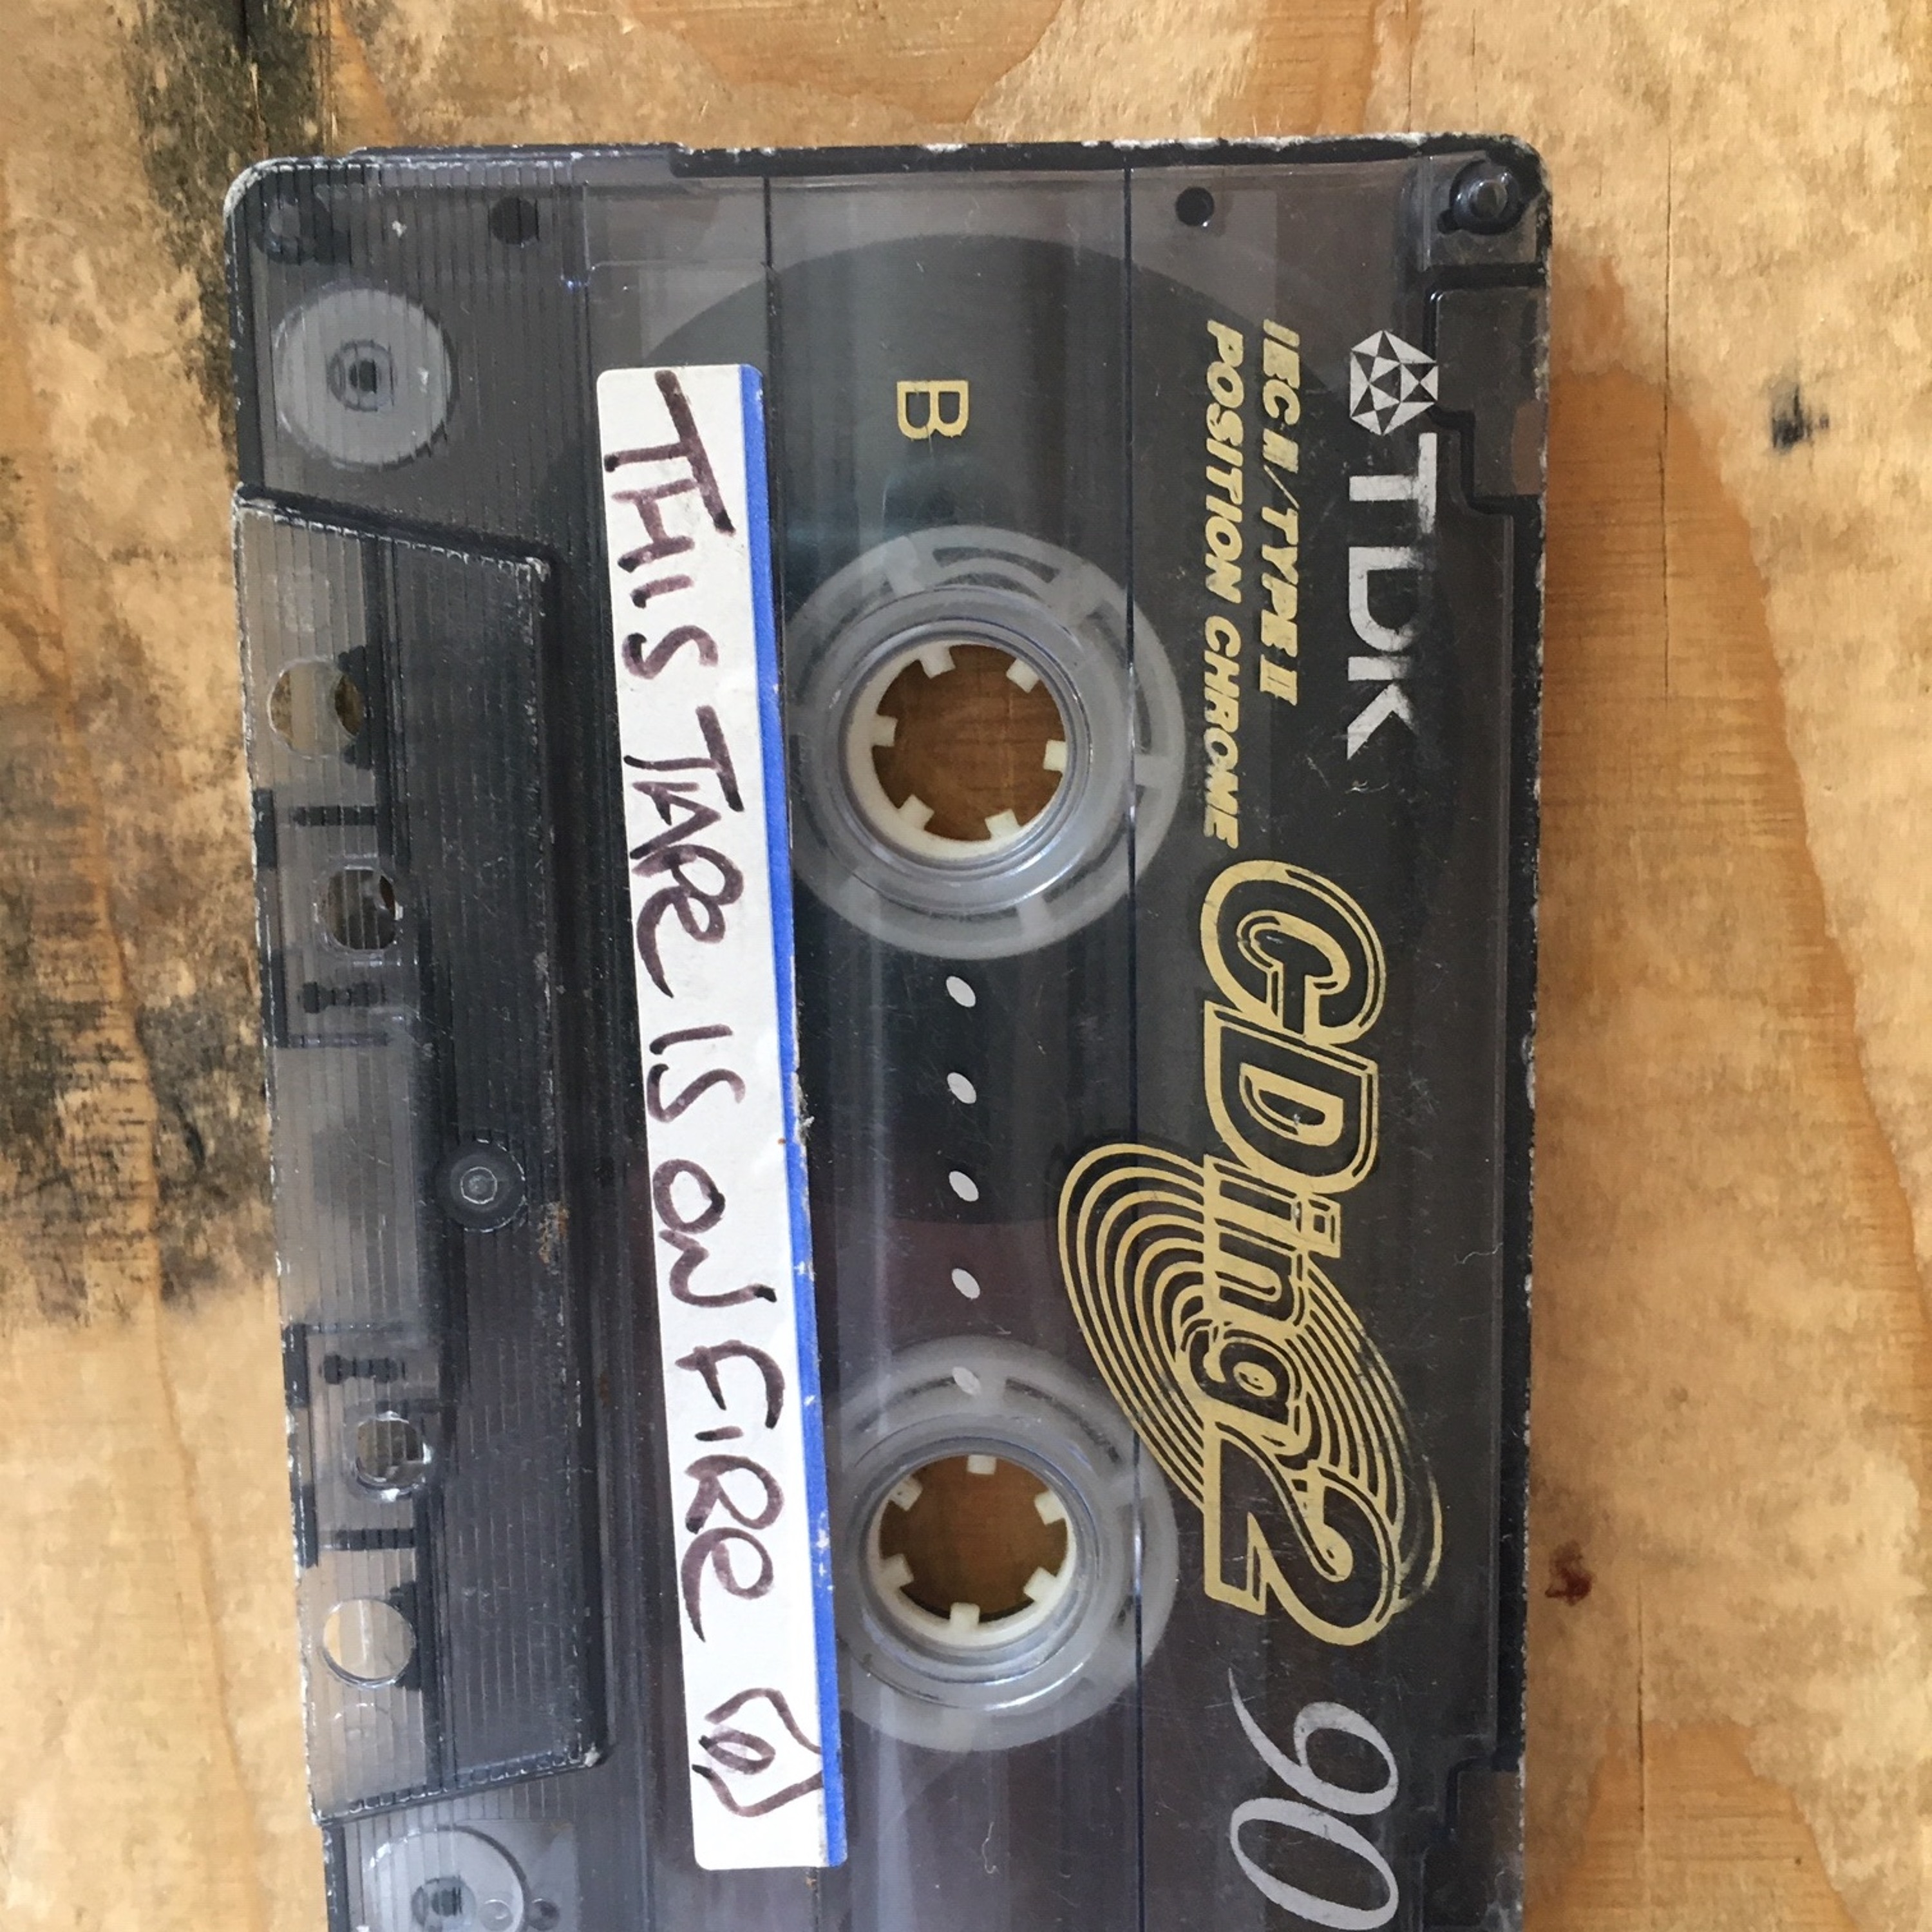 THIS TAPE IS ON FIRE
B
IEC II/TYPE II
POSITION CHROME
TDK
CDing2
90